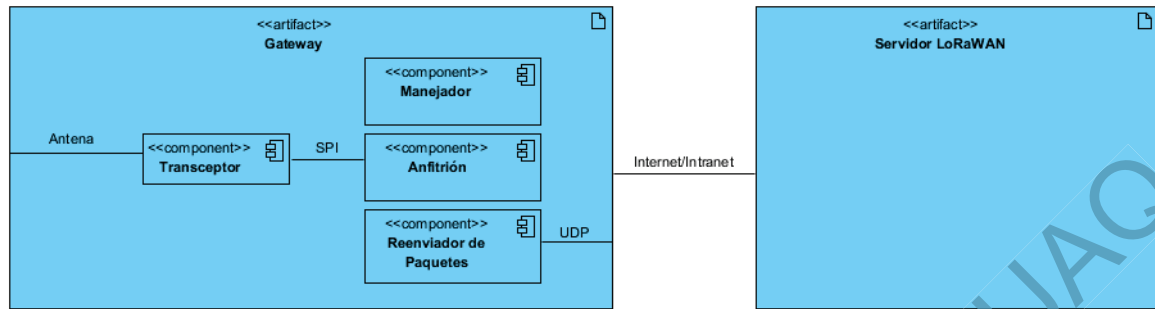 <<artifact>>
Gateway
<<component>>
Manejador
Antena
<<component>>
Transceptor
SPI
<<component>>
Anfitrión
<<component>>
Reenviador de
Paquetes
UDP
Internet/Intranet
<<artifact>>
Servidor LoRaWAN
UAQ